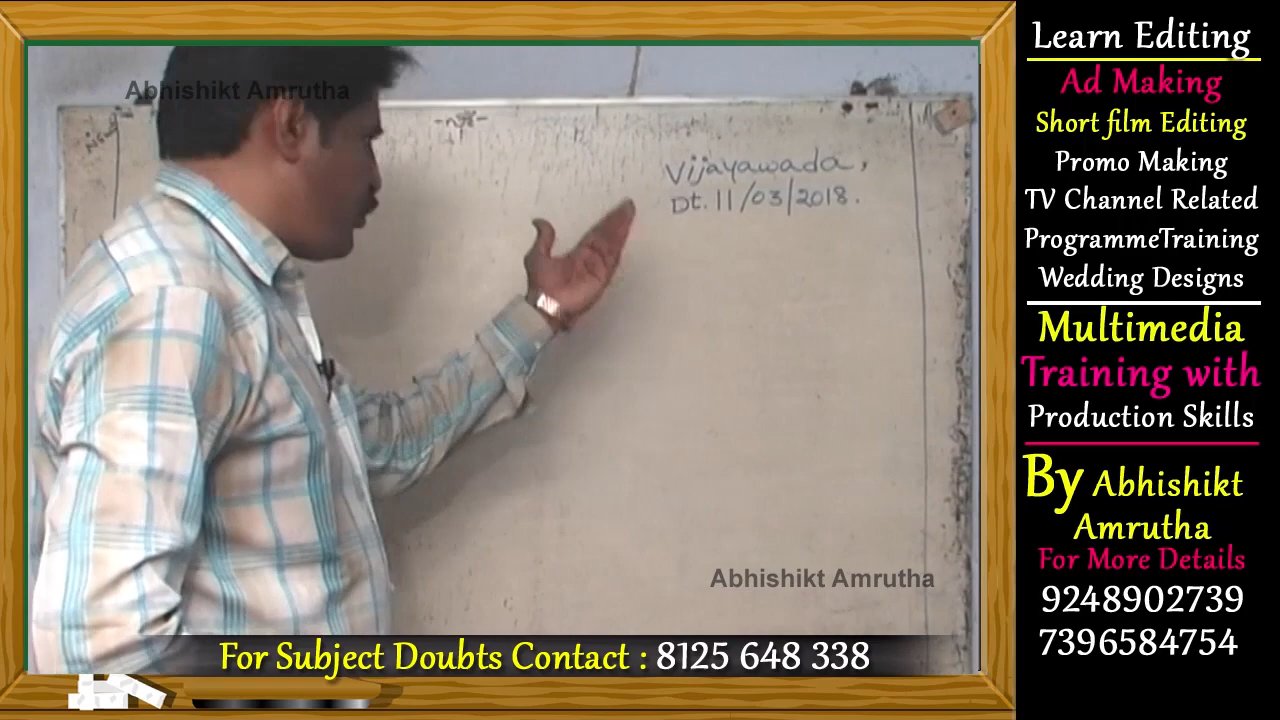 Abhishikt Amrutha
Vijayawada,
Dt. 11/03/2018.
Abhishikt Amrutha
For Subject Doubts Contact : 8125 648 338
Learn Editing
Ad Making
Short film Editing
Promo Making
TV Channel Related
ProgrammeTraining
Wedding Designs
Multimedia
Training with
Production Skills
By Abhishikt
Amrutha
For More Details
9248902739
7396584754